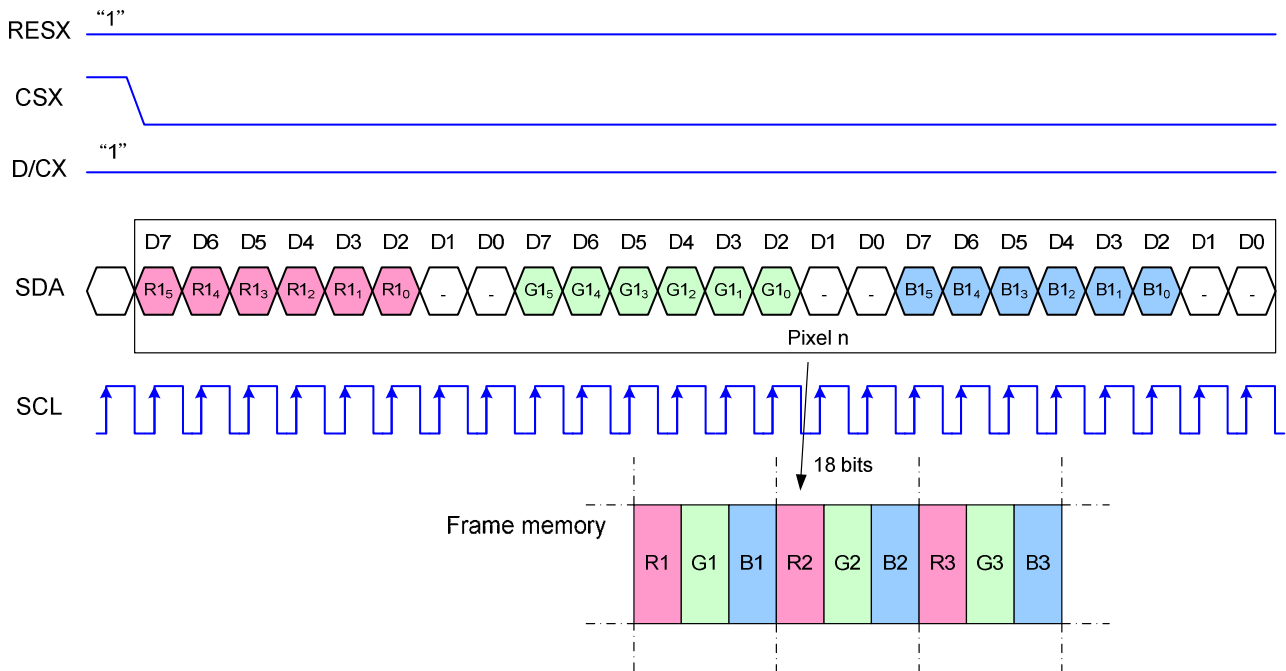 RESX “1”
CSX
D/CX “1”
D7 D6 D5 D4 D3 D2 D1 D0 D7 D6 D5 D4 D3 D2 D1 D0 D7 D6 D5 D4 D3 D2 D1 D0
SDA R1₅ R1₄ R1₃ R1₂ R1₁ R1₀ - - G1₅ G1₄ G1₃ G1₂ G1₁ G1₀ - - B1₅ B1₄ B1₃ B1₂ B1₁ B1₀ - -
Pixel n
SCL
18 bits
Frame memory
R1 G1 B1 R2 G2 B2 R3 G3 B3